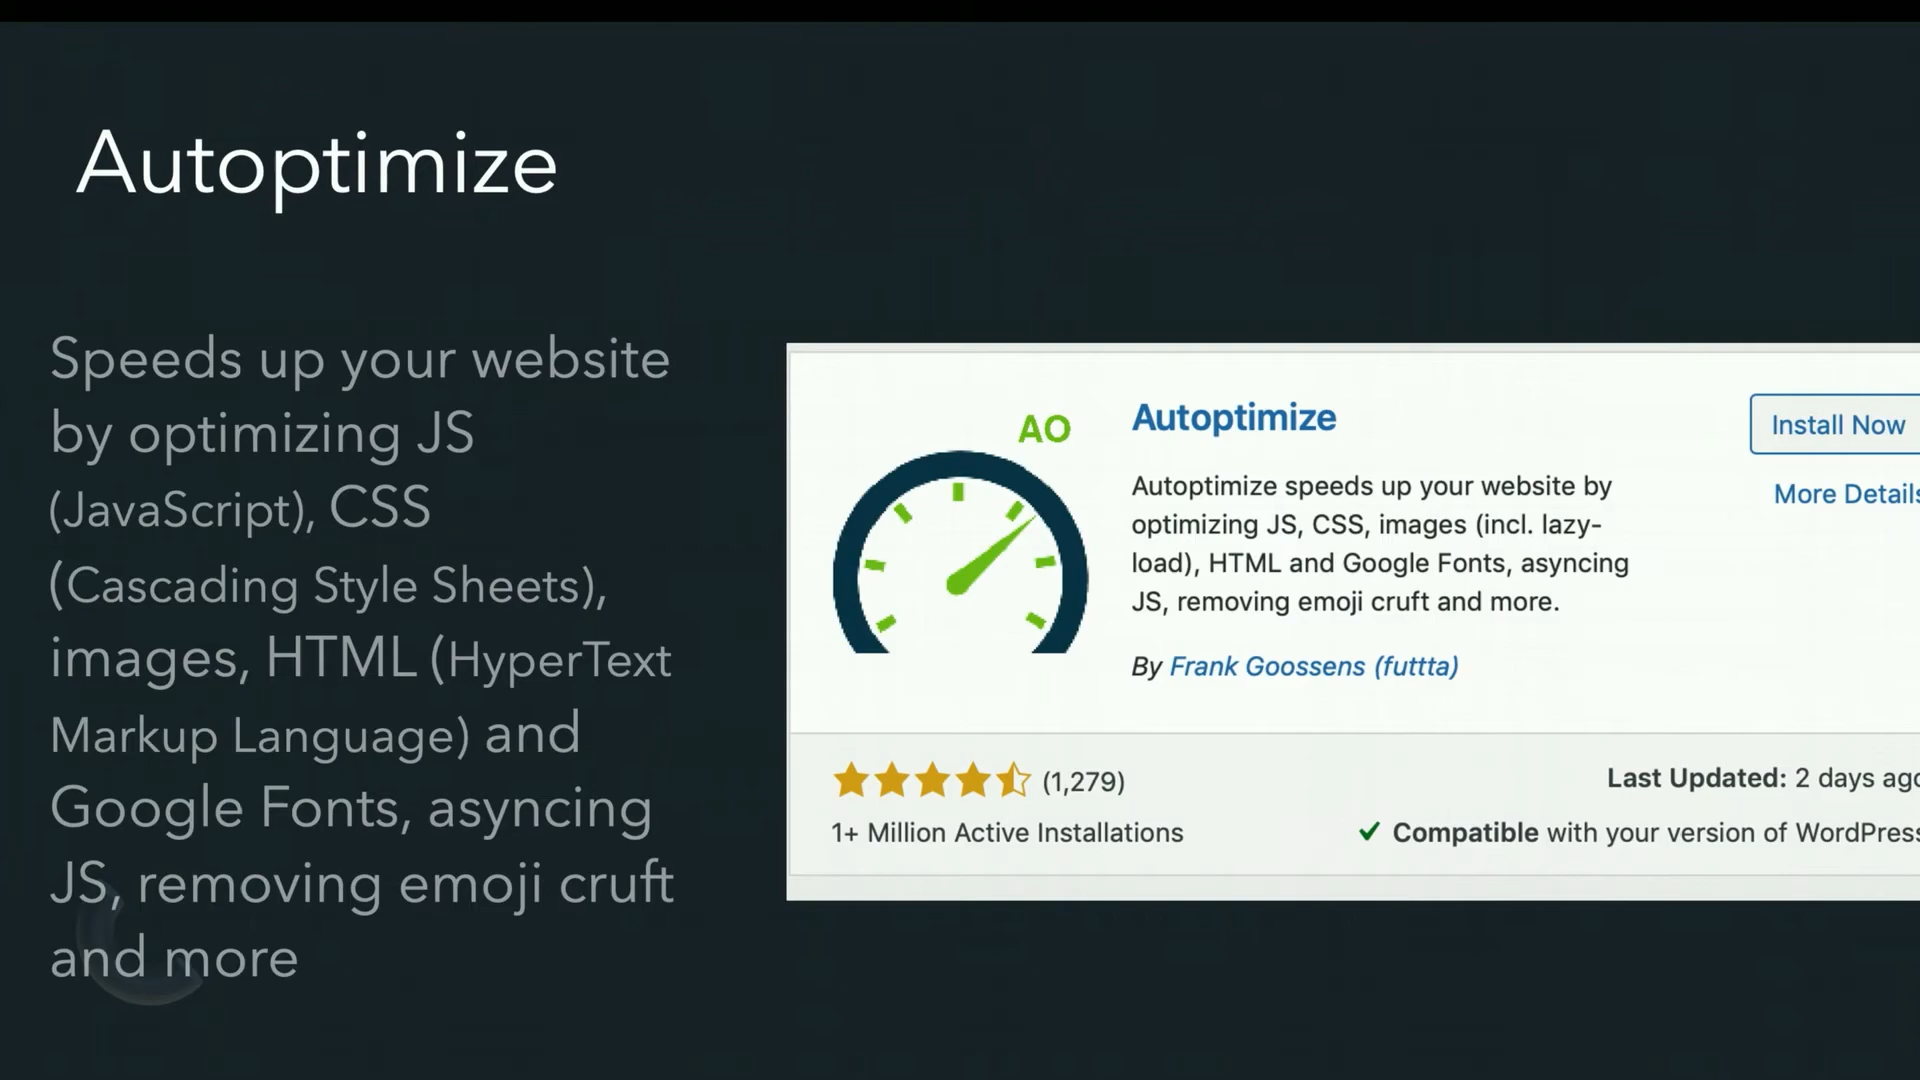 Autoptimize
Speeds up your website
by optimizing JS
(JavaScript), CSS
(Cascading Style Sheets),
images, HTML (HyperText
Markup Language) and
Google Fonts, asyncing
JS, removing emoji cruft
and more
AO
Autoptimize
Install Now
More Details
Autoptimize speeds up your website by
optimizing JS, CSS, images (incl. lazy-
load), HTML and Google Fonts, asyncing
JS, removing emoji cruft and more.
By Frank Goossens (futtta)
(1,279)
Last Updated: 2 days ago
1+ Million Active Installations
Compatible with your version of WordPress